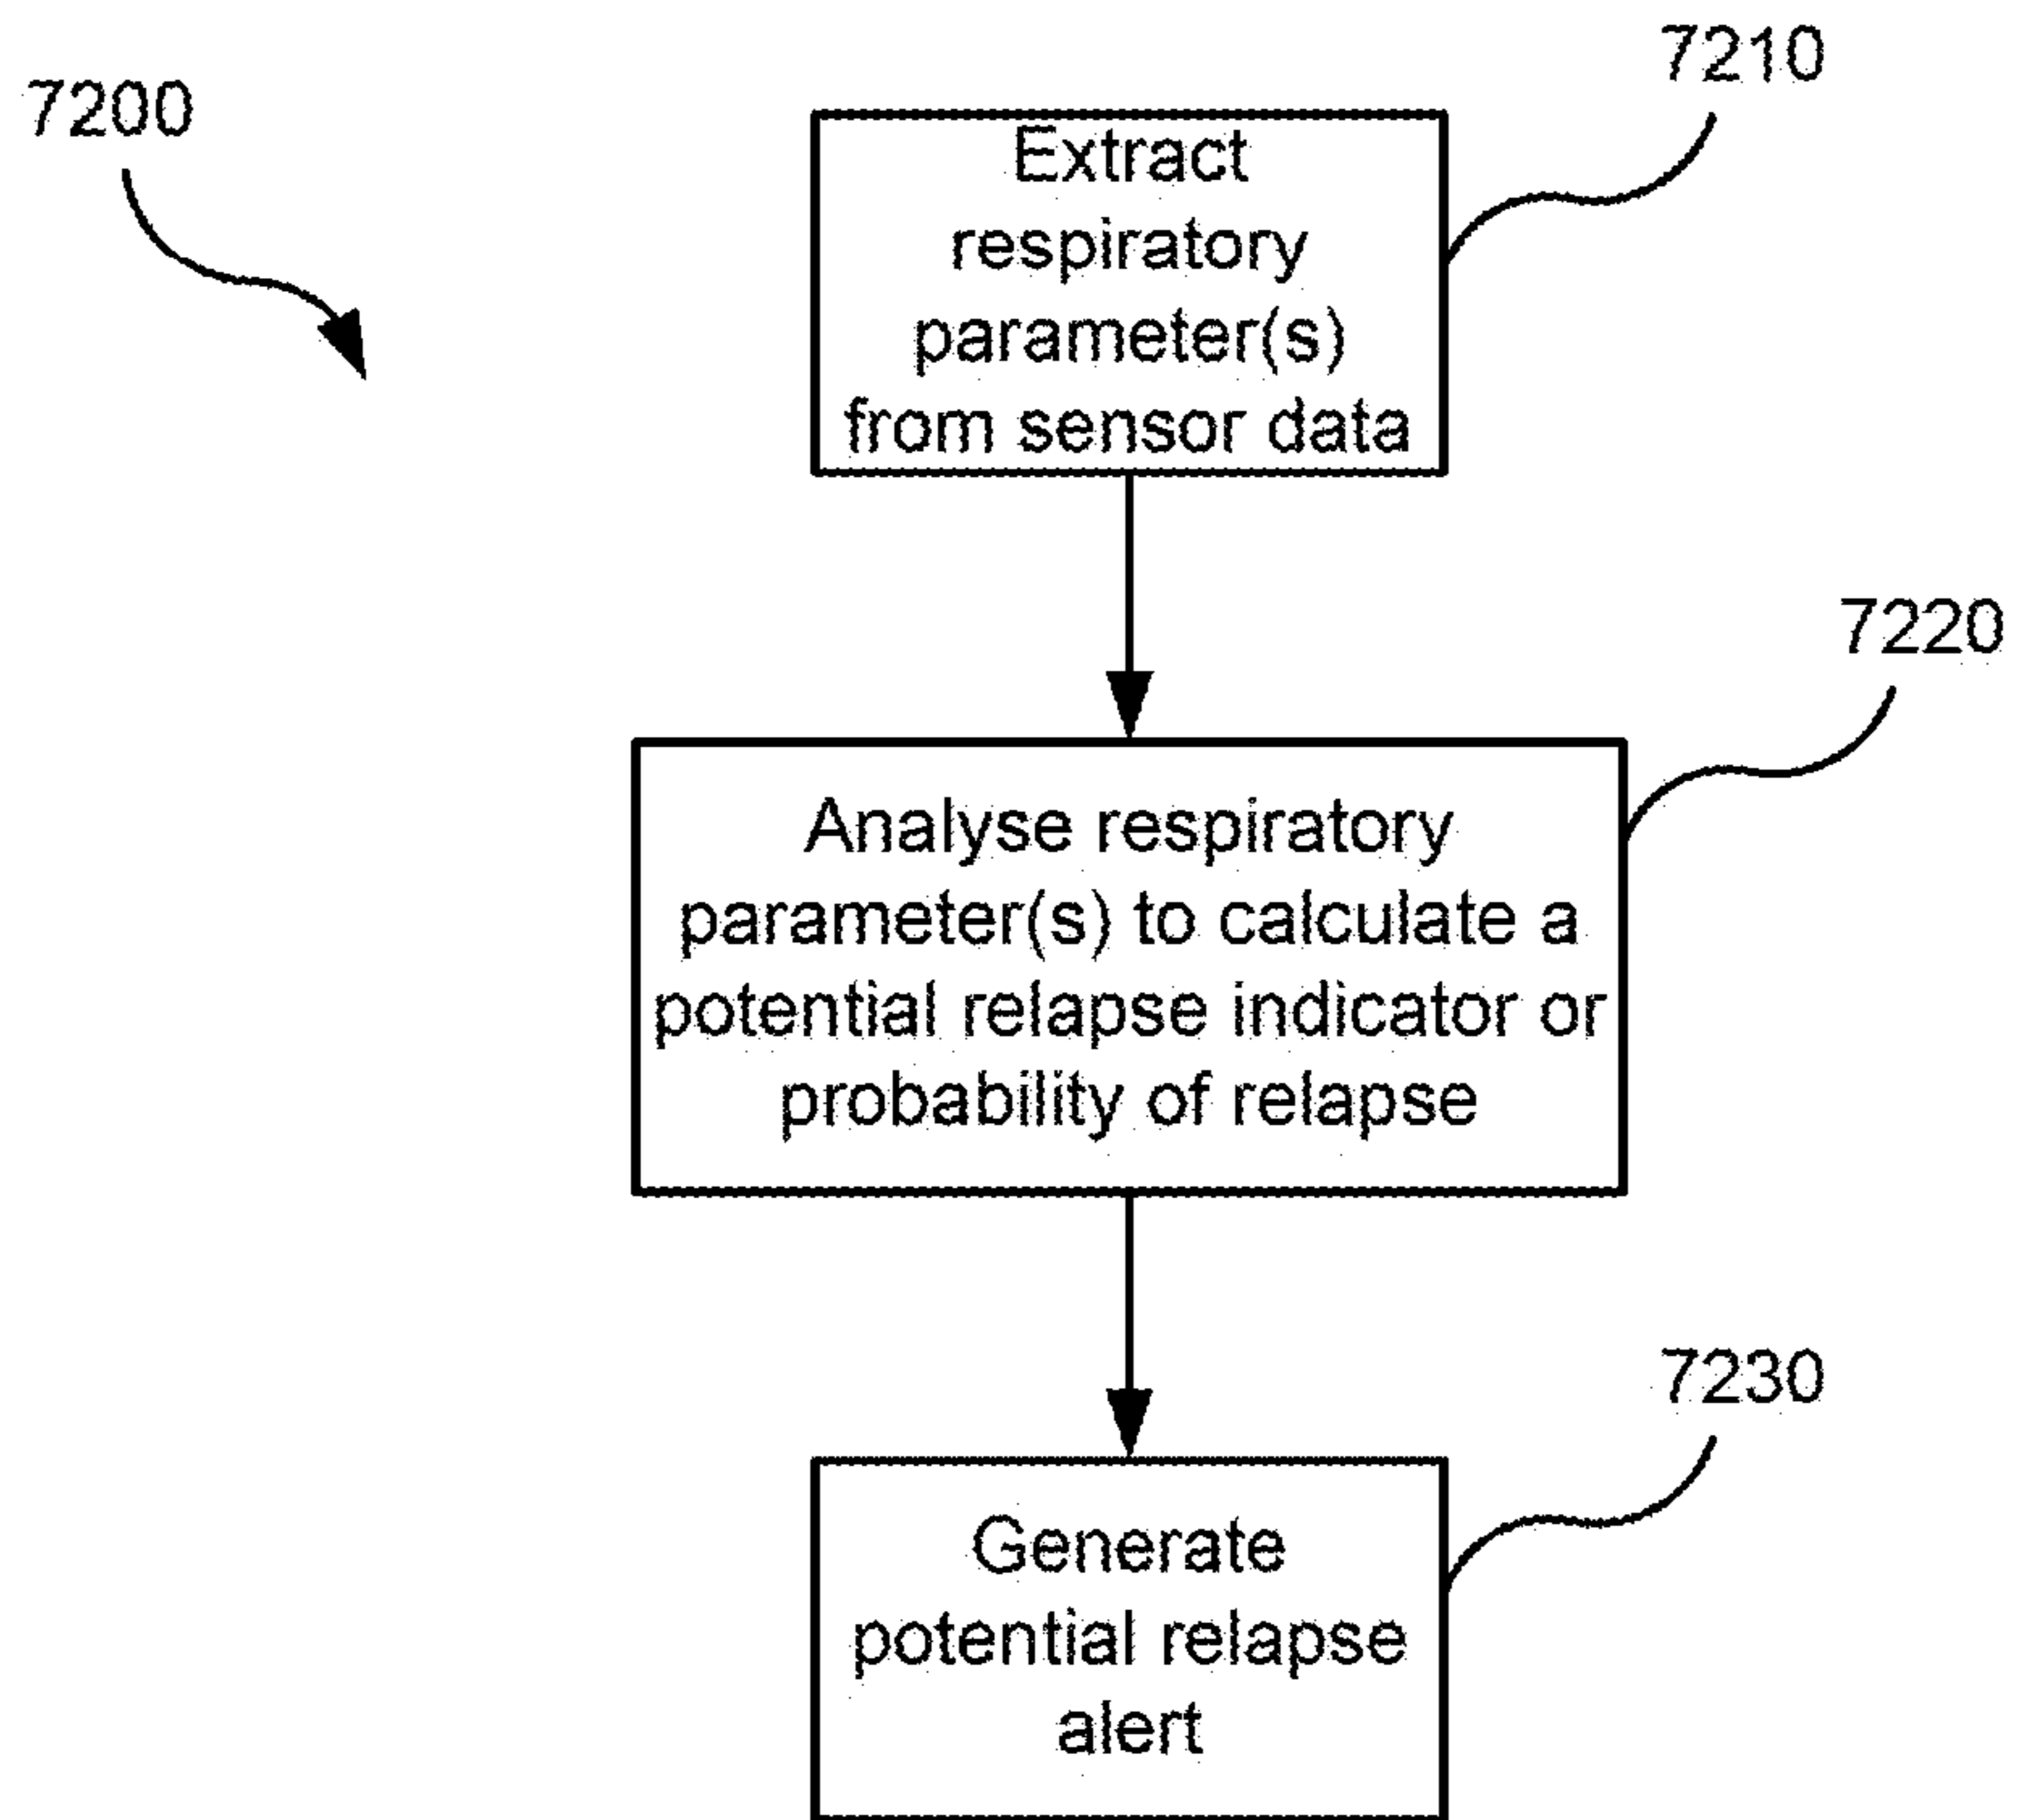 7200
7210
Extract
respiratory
parameter(s)
from sensor data
7220
Analyse respiratory
parameter(s) to calculate a
potential relapse indicator or
probability of relapse
7230
Generate
potential relapse
alert